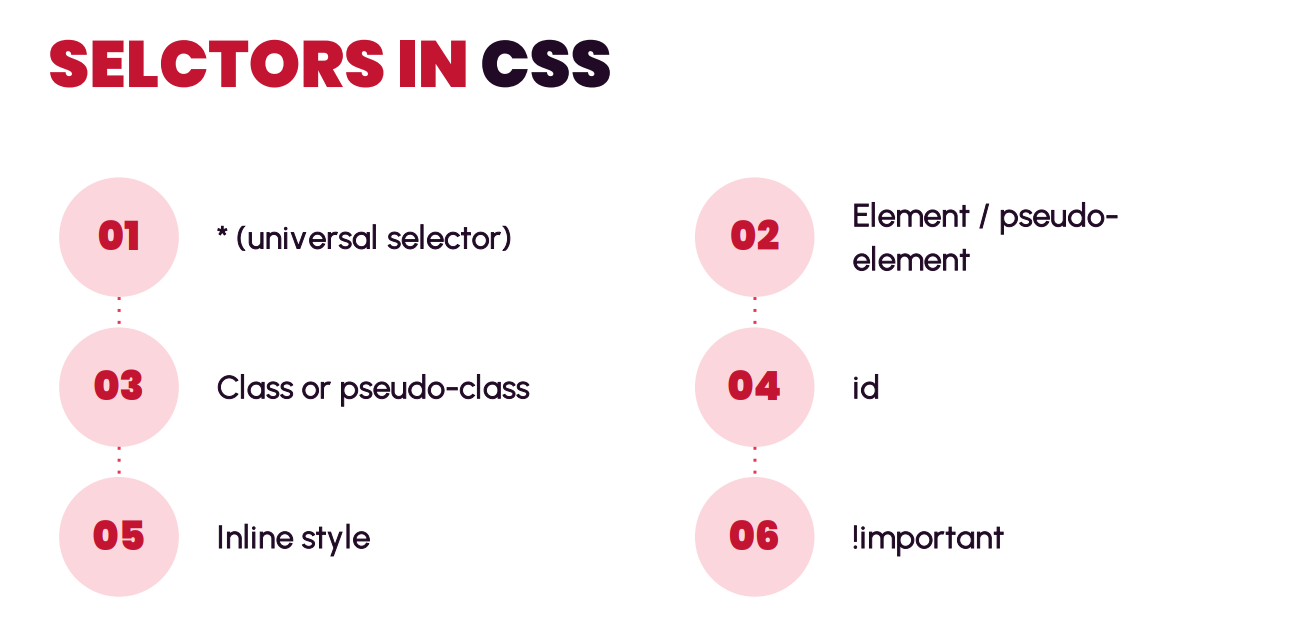 SELCTORS IN CSS
01
* (universal selector)
02
Element / pseudo-
element
03
Class or pseudo-class
04
id
05
Inline style
06
!important